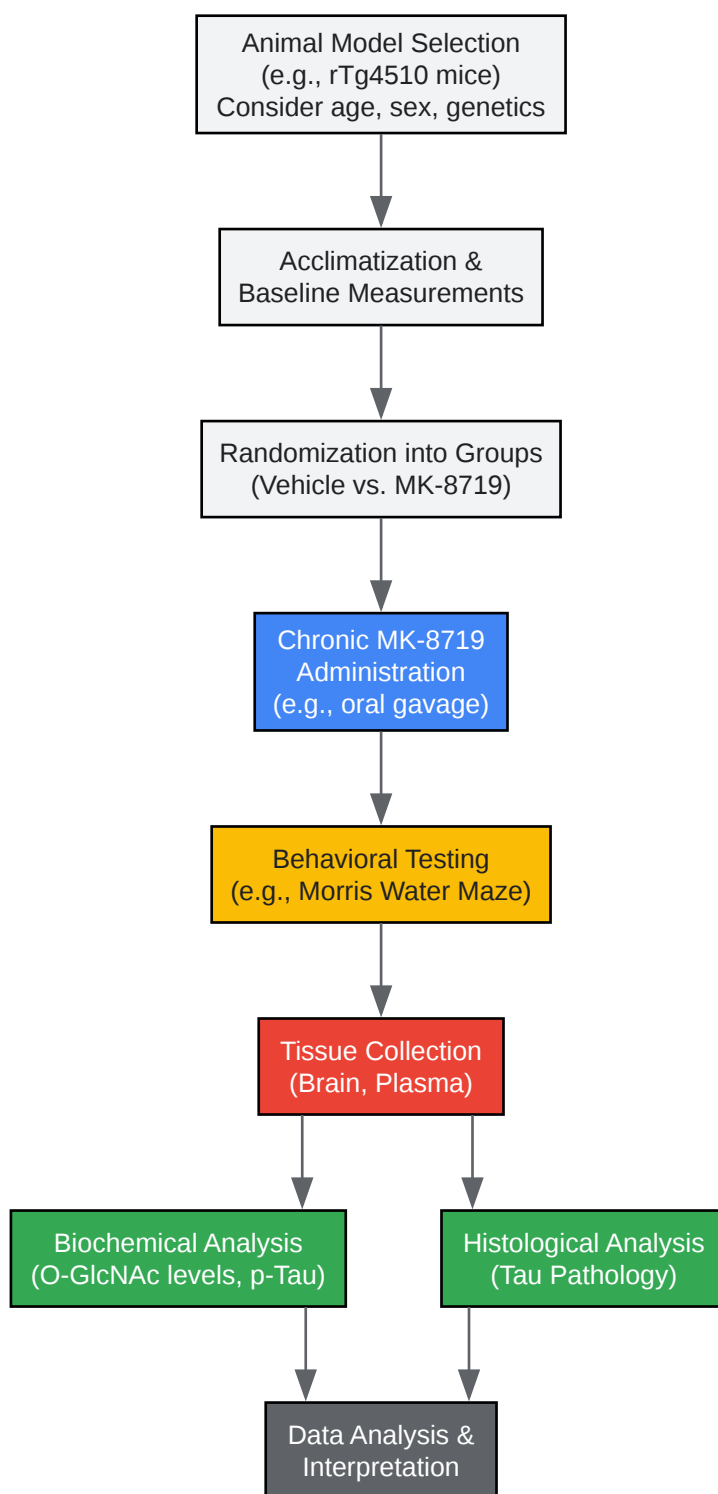 Animal Model Selection
(e.g., rTg4510 mice)
Consider age, sex, genetics
Acclimatization &
Baseline Measurements
Randomization into Groups
(Vehicle vs. MK-8719)
Chronic MK-8719
Administration
(e.g., oral gavage)
Behavioral Testing
(e.g., Morris Water Maze)
Tissue Collection
(Brain, Plasma)
Biochemical Analysis
(O-GlcNAc levels, p-Tau)
Histological Analysis
(Tau Pathology)
Data Analysis &
Interpretation